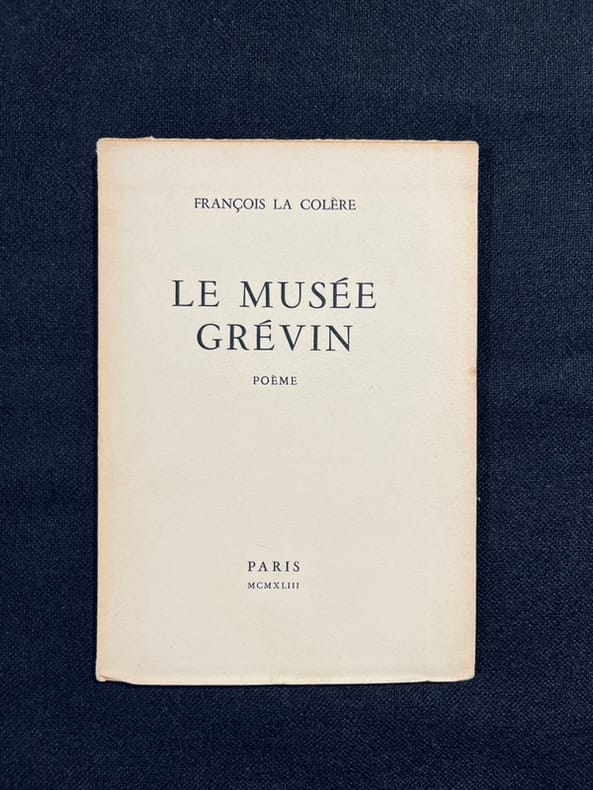 FRANÇOIS LA COLÈRE
LE MUSÉE
GRÉVIN
POÈME
PARIS
MCMXLIII